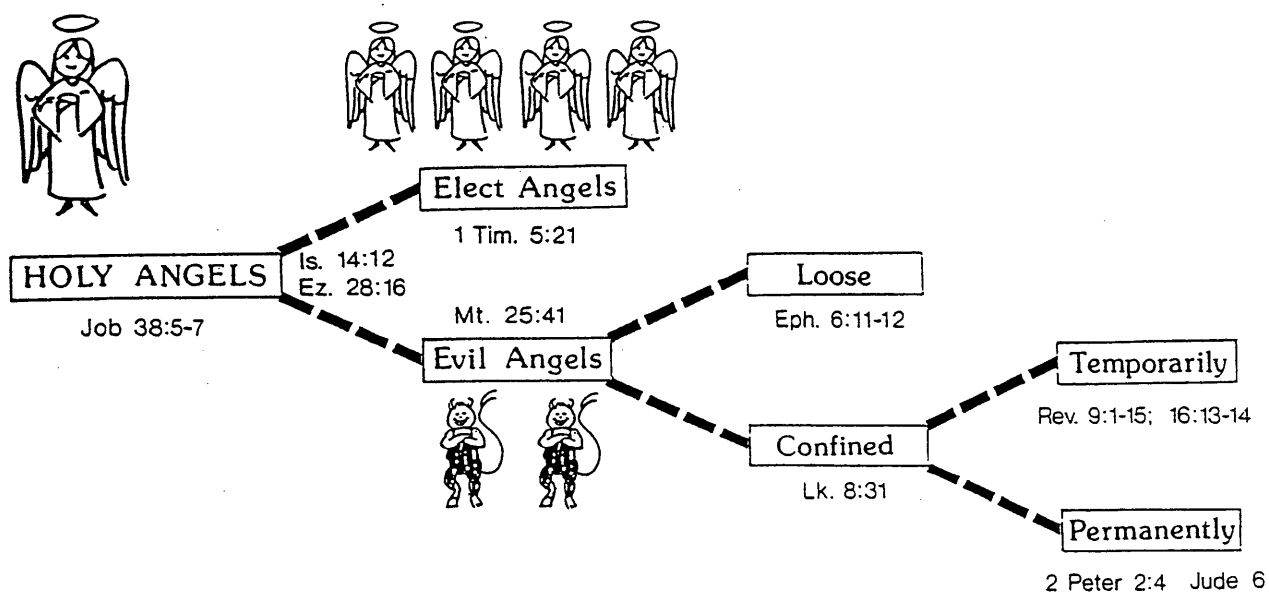 Elect Angels
1 Tim. 5:21
HOLY ANGELS
Job 38:5-7
Is. 14:12
Ez. 28:16
Mt. 25:41
Evil Angels
Loose
Eph. 6:11-12
Confined
Lk. 8:31
Temporarily
Rev. 9:1-15; 16:13-14
Permanently
2 Peter 2:4 Jude 6